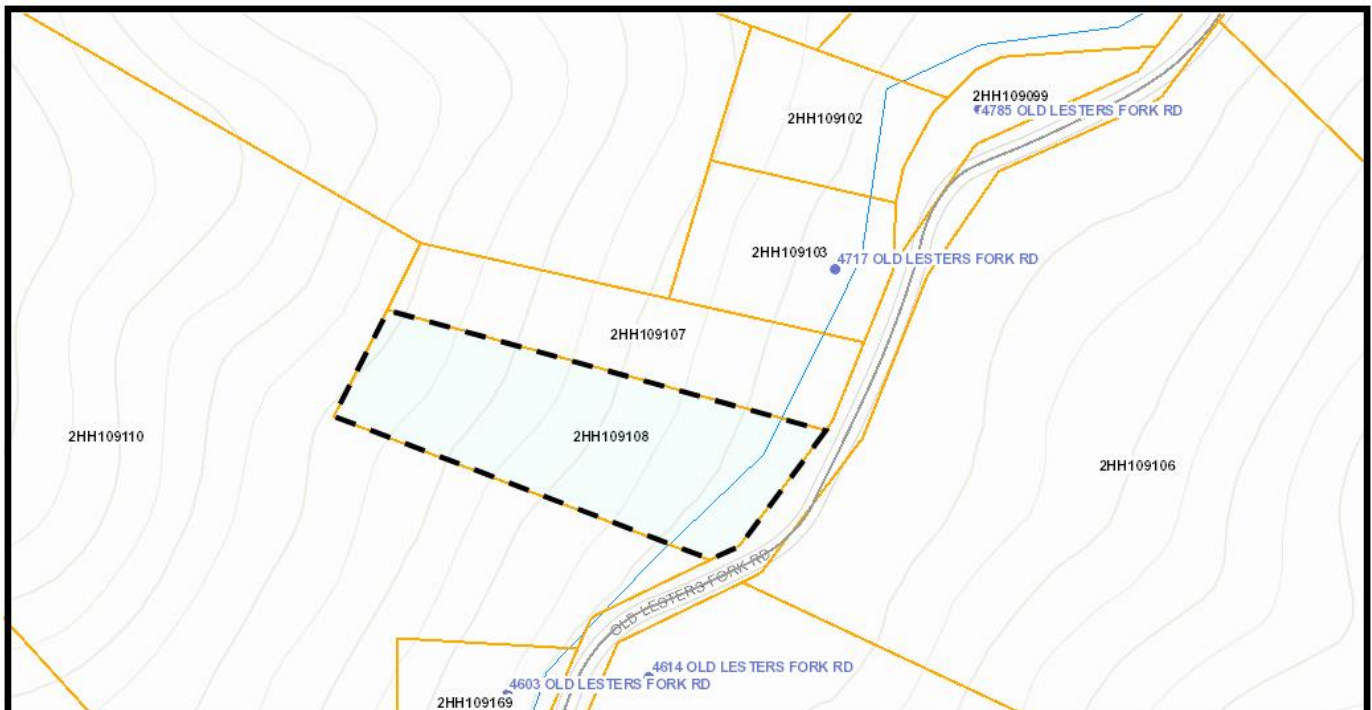 2HH109099
4785 OLD LESTERS FORK RD
2HH109102
2HH109103
4717 OLD LESTERS FORK RD
2HH109107
2HH109110
2HH109108
2HH109106
OLD LESTERS FORK RD
4614 OLD LESTERS FORK RD
4603 OLD LESTERS FORK RD
2HH109169